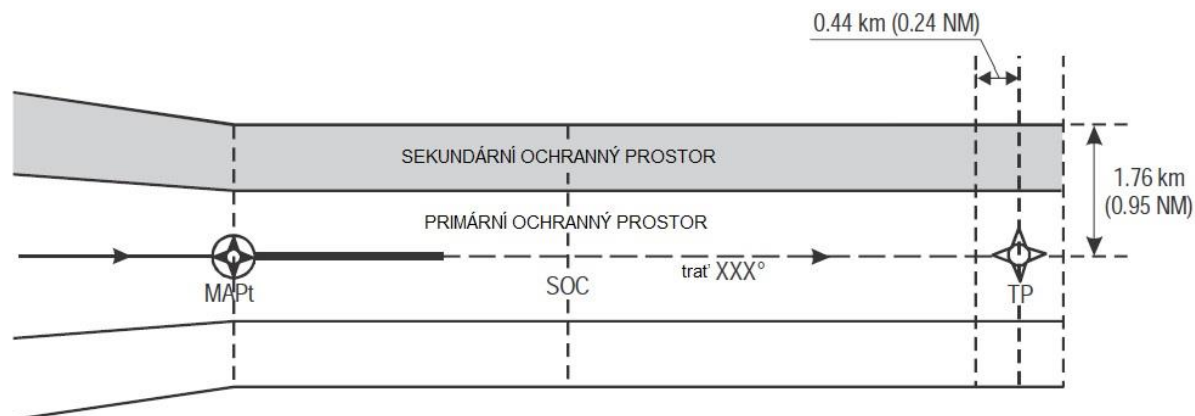 0.44 km (0.24 NM)
SEKUNDÁRNÍ OCHRANNÝ PROSTOR
1.76 km
(0.95 NM)
PRIMÁRNÍ OCHRANNÝ PROSTOR
trať XXX°
MAPt
SOC
TP